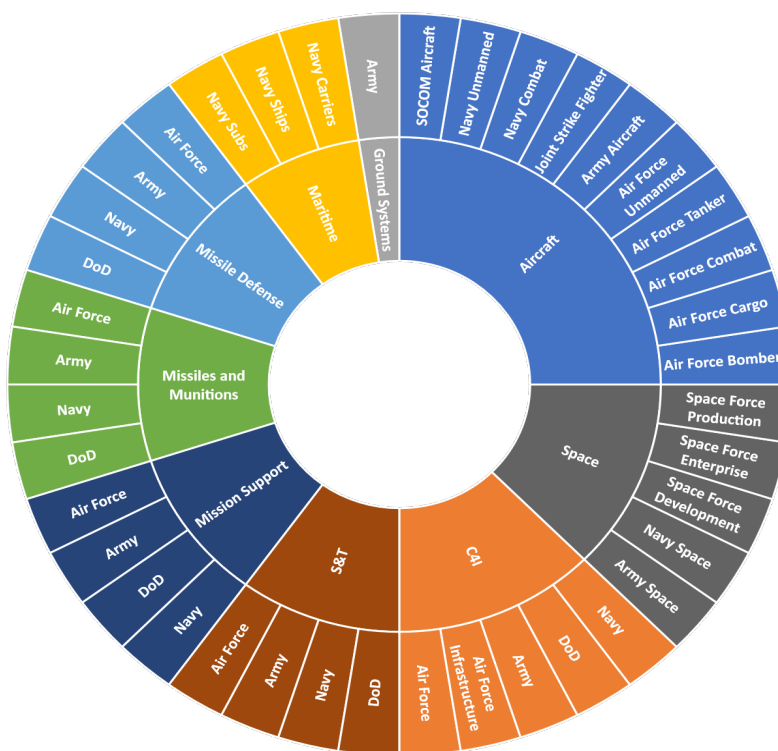 Aircraft
SOCOM Aircraft
Navy Unmanned
Navy Combat
Joint Strike Fighter
Army Aircraft
Air Force
Unmanned
Air Force Tanker
Air Force Combat
Air Force Cargo
Air Force Bomber
Space
Space Force
Production
Space Force
Enterprise
Space Force
Development
Navy Space
Army Space
C4I
Navy
DoD
Army
Air Force
Infrastructure
Air Force
S&T
DoD
Navy
Army
Air Force
Mission Support
Navy
DoD
Army
Air Force
Missiles and
Munitions
DoD
Navy
Army
Air Force
Missile Defense
DoD
Navy
Army
Air Force
Maritime
Navy Subs
Navy Ships
Navy Carriers
Ground Systems
Army